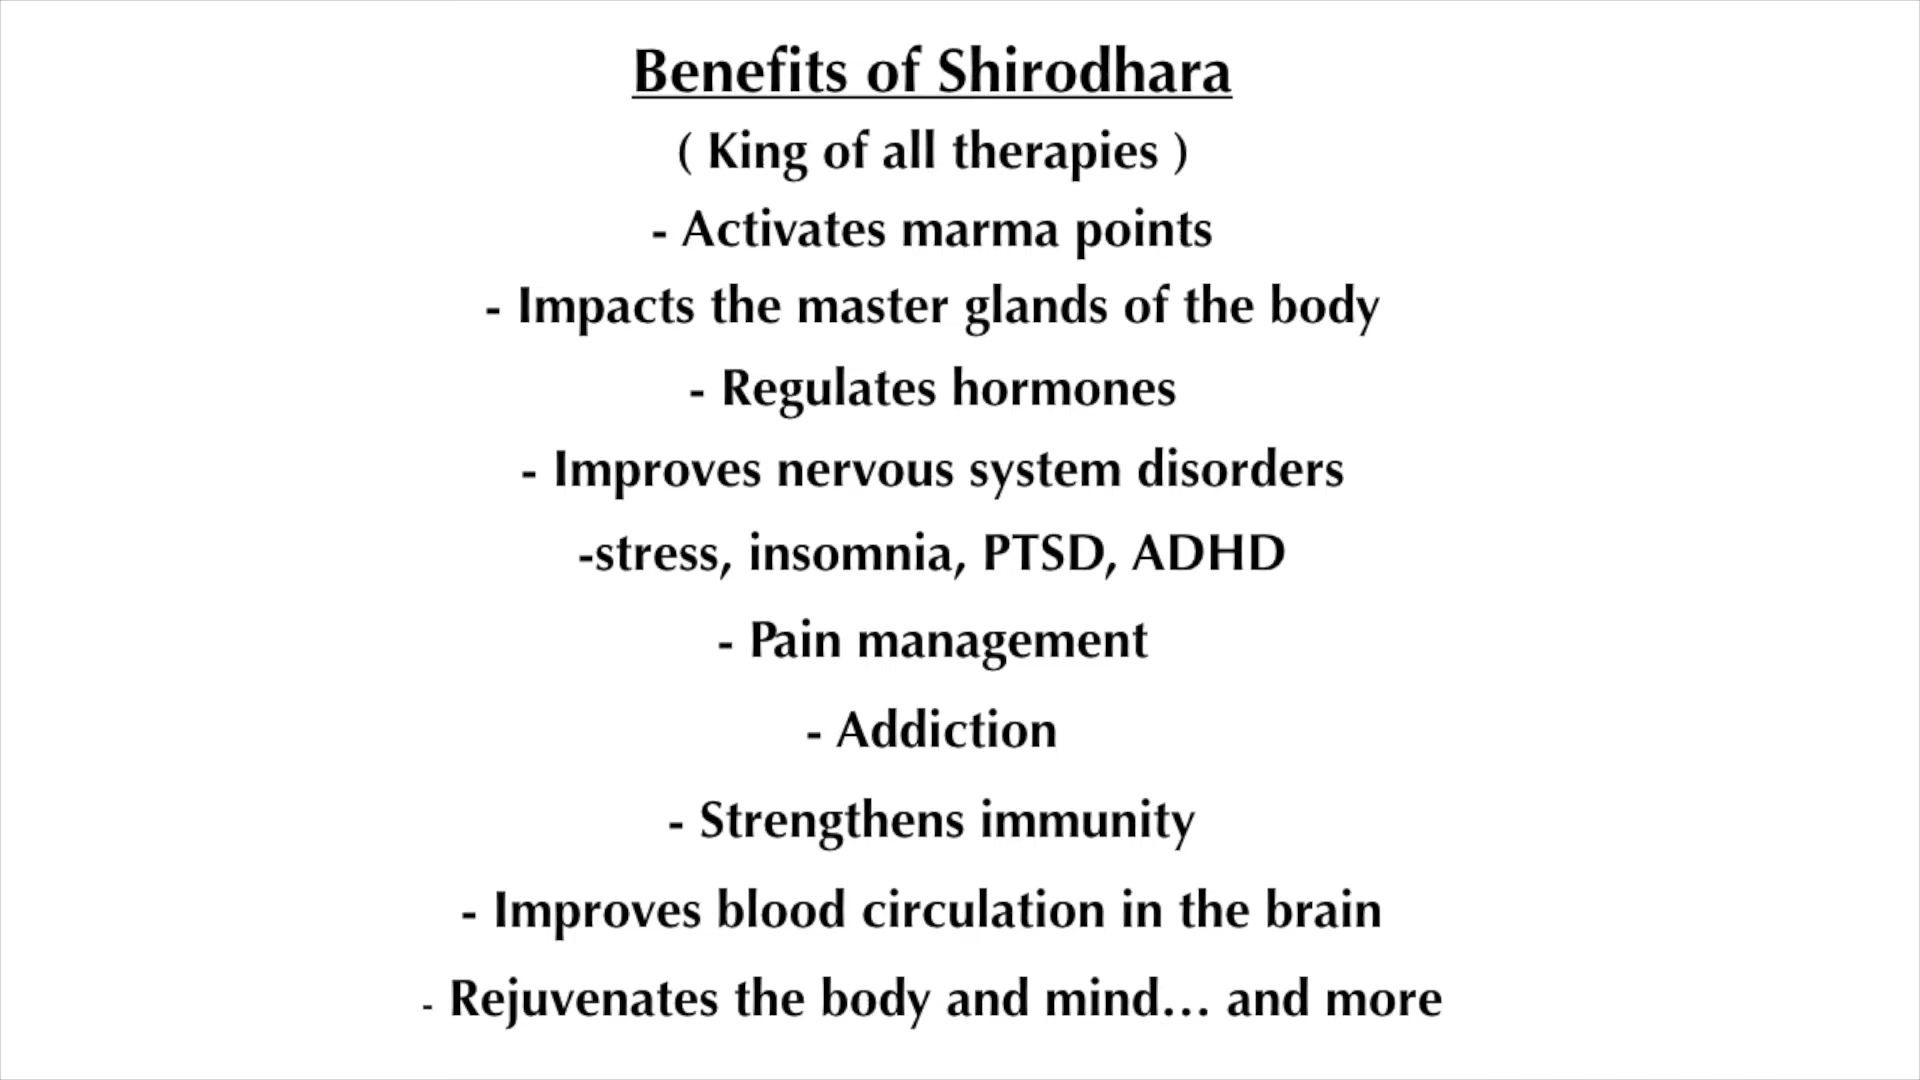 Benefits of Shirodhara
( King of all therapies )
- Activates marma points
- Impacts the master glands of the body
- Regulates hormones
- Improves nervous system disorders
-stress, insomnia, PTSD, ADHD
- Pain management
- Addiction
- Strengthens immunity
- Improves blood circulation in the brain
- Rejuvenates the body and mind… and more